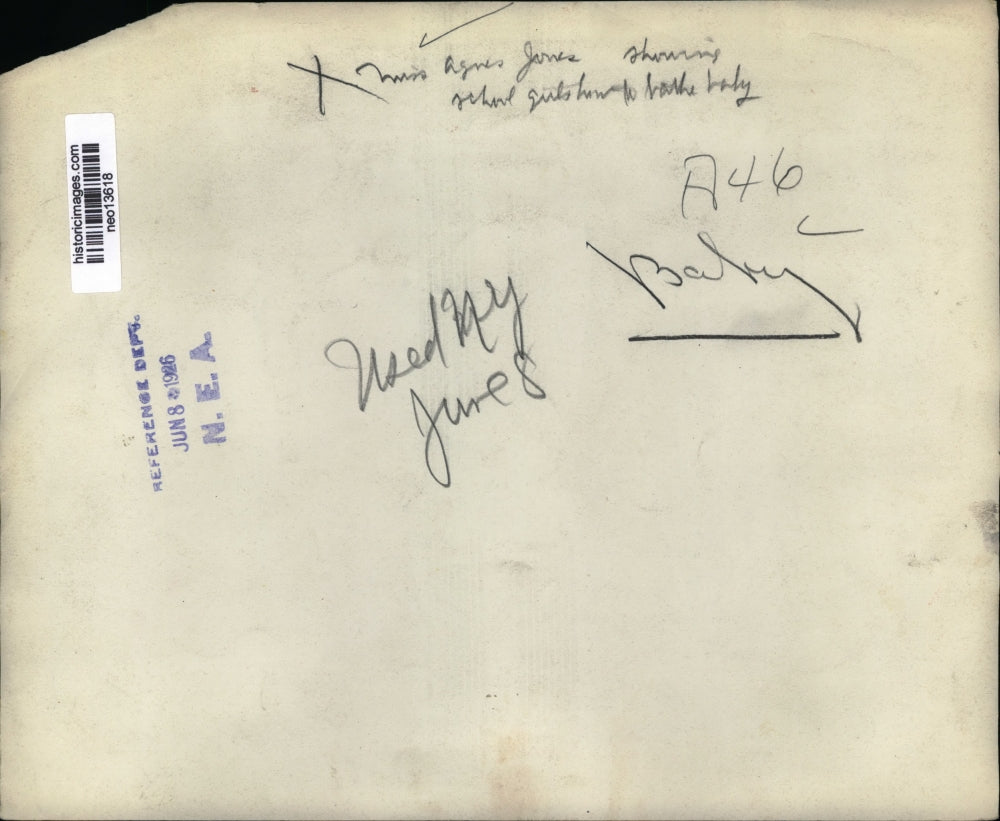 X Miss Agnes Jones showing
school girls how to bathe baby
A46
Baby
Used NY
June 8
historicimages.com
neo13618
REFERENCE DEPT.
JUN 8 1926
N. E. A.